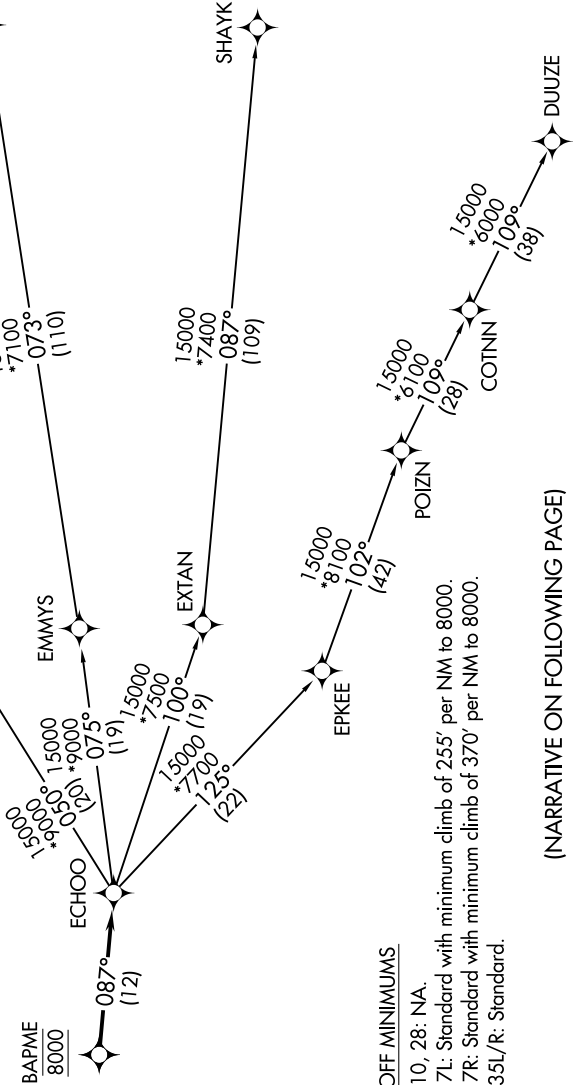 SHAYK
DUUZE
*7100
073°
(110)
15000
*7400
087°
(109)
15000
*6000
109°
(38)
15000
*6100
109°
(28)
COTNN
POIZN
15000
*8100
102°
(42)
EMMYS
EXTAN
EPKEE
15000
*9000
050°
(20)
15000
*9000
075°
(19)
15000
*7500
100°
(19)
15000
*7700
125°
(22)
ECHOO
087°
(12)
BAPME
8000
OFF MINIMUMS
10, 28: NA.
7L: Standard with minimum climb of 255' per NM to 8000.
7R: Standard with minimum climb of 370' per NM to 8000.
35L/R: Standard.
(NARRATIVE ON FOLLOWING PAGE)